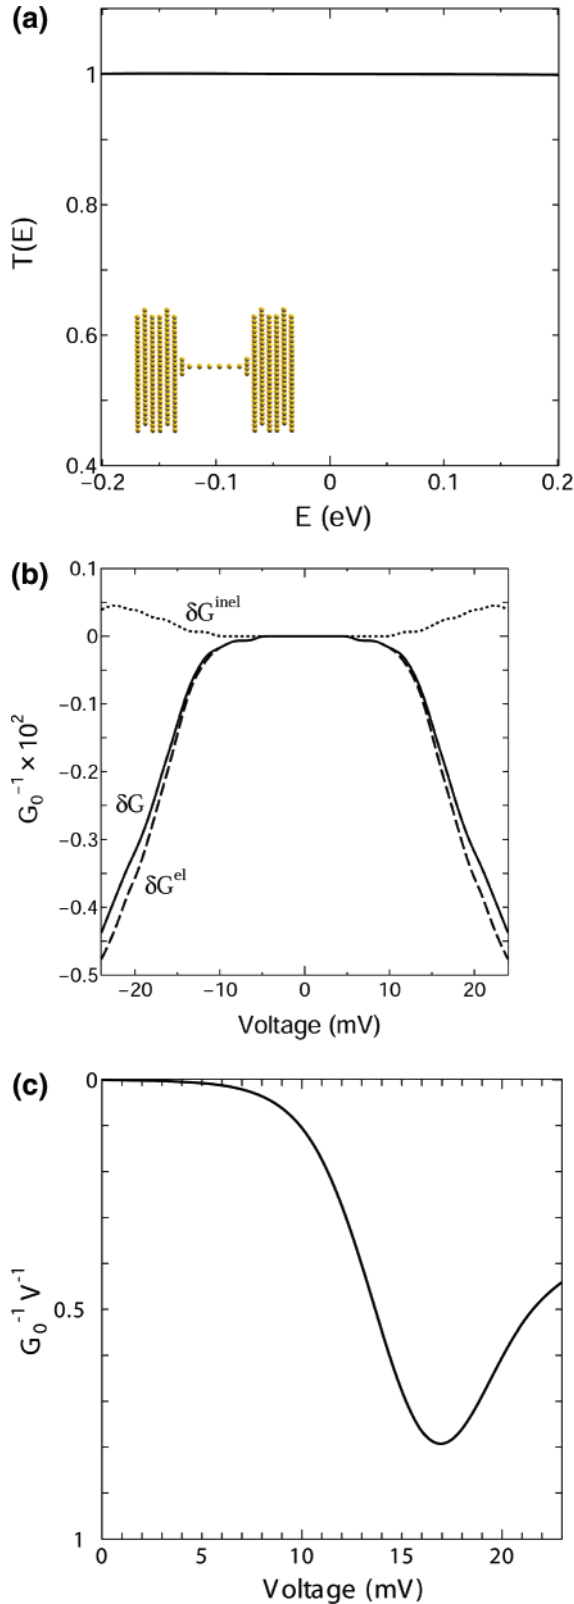 (a)
1
0.8
T(E)
0.6
0.4
−0.2 −0.1 0 0.1 0.2
E (eV)
(b)
0.1
δG^inel
0
−0.1
G₀⁻¹ × 10²
−0.2
δG
−0.3
δG^el
−0.4
−0.5
−20 −10 0 10 20
Voltage (mV)
(c)
0
G₀⁻¹ V⁻¹
0.5
1
0 5 10 15 20
Voltage (mV)